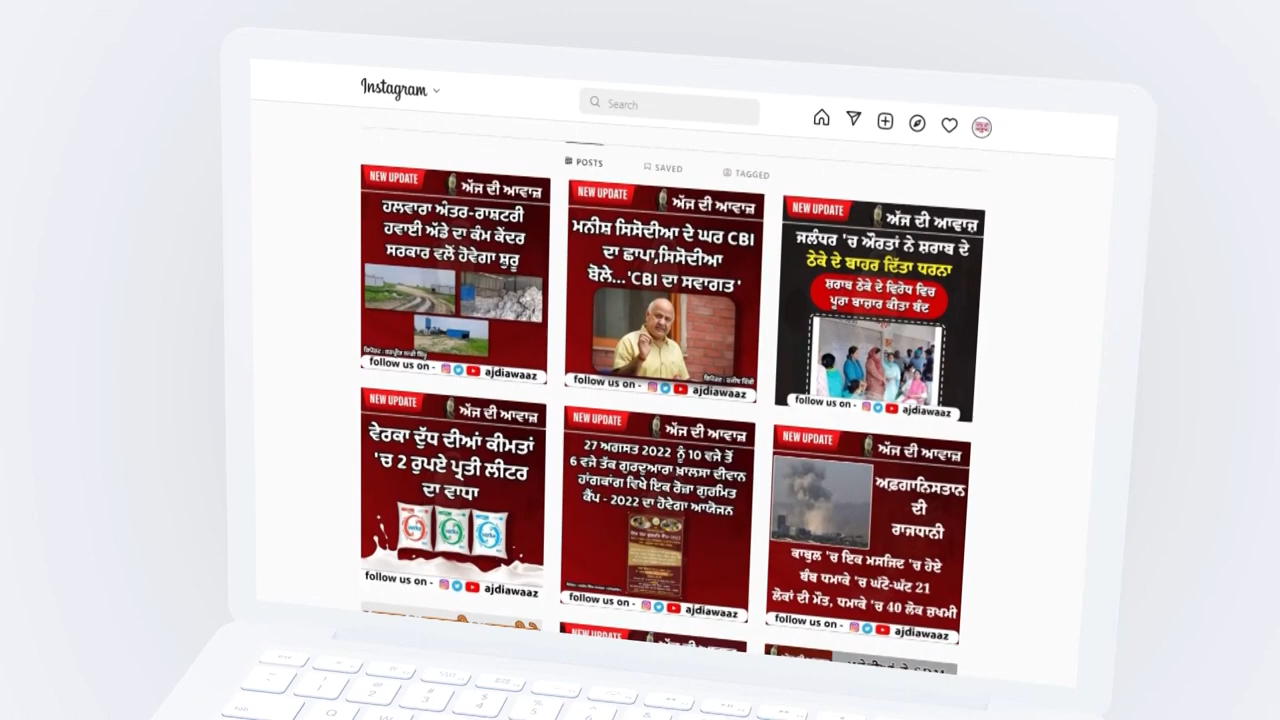 Instagram
Search
POSTS
SAVED
TAGGED
NEW UPDATE
ਅੱਜ ਦੀ ਆਵਾਜ਼
ਹਲਵਾਰਾ ਅੰਤਰ-ਰਾਸ਼ਟਰੀ
ਹਵਾਈ ਅੱਡੇ ਦਾ ਕੰਮ ਕੇਂਦਰ
ਸਰਕਾਰ ਵਲੋਂ ਹੋਵੇਗਾ ਸ਼ੁਰੂ
follow us on - ajdiawaaz
NEW UPDATE
ਅੱਜ ਦੀ ਆਵਾਜ਼
ਮਨੀਸ਼ ਸਿਸੋਦੀਆ ਦੇ ਘਰ CBI
ਦਾ ਛਾਪਾ,ਸਿਸੋਦੀਆ
ਬੋਲੇ...'CBI ਦਾ ਸਵਾਗਤ'
follow us on - ajdiawaaz
NEW UPDATE
ਅੱਜ ਦੀ ਆਵਾਜ਼
ਜਲੰਧਰ 'ਚ ਔਰਤਾਂ ਨੇ ਸ਼ਰਾਬ ਦੇ
ਠੇਕੇ ਦੇ ਬਾਹਰ ਦਿੱਤਾ ਧਰਨਾ
ਸ਼ਰਾਬ ਠੇਕੇ ਦੇ ਵਿਰੋਧ ਵਿਚ
ਪੂਰਾ ਬਾਜ਼ਾਰ ਕੀਤਾ ਬੰਦ
follow us on - ajdiawaaz
NEW UPDATE
ਅੱਜ ਦੀ ਆਵਾਜ਼
ਵੇਰਕਾ ਦੁੱਧ ਦੀਆਂ ਕੀਮਤਾਂ
'ਚ 2 ਰੁਪਏ ਪ੍ਰਤੀ ਲੀਟਰ
ਦਾ ਵਾਧਾ
follow us on - ajdiawaaz
NEW UPDATE
ਅੱਜ ਦੀ ਆਵਾਜ਼
27 ਅਗਸਤ 2022 ਨੂੰ 10 ਵਜੇ ਤੋਂ
6 ਵਜੇ ਤੱਕ ਗੁਰਦੁਆਰਾ ਖ਼ਾਲਸਾ ਦੀਵਾਨ
ਹਾਂਗਕਾਂਗ ਵਿਖੇ ਇਕ ਰੋਜ਼ਾ ਗੁਰਮਿਤ
ਕੈਂਪ - 2022 ਦਾ ਹੋਵੇਗਾ ਆਯੋਜਨ
follow us on - ajdiawaaz
NEW UPDATE
ਅੱਜ ਦੀ ਆਵਾਜ਼
ਅਫ਼ਗਾਨਿਸਤਾਨ
ਦੀ
ਰਾਜਧਾਨੀ
ਕਾਬੁਲ 'ਚ ਇਕ ਮਸਜਿਦ 'ਚ ਹੋਏ
ਬੰਬ ਧਮਾਕੇ 'ਚ ਘੱਟੋ-ਘੱਟ 21
ਲੋਕਾਂ ਦੀ ਮੌਤ, ਧਮਾਕੇ 'ਚ 40 ਲੋਕ ਜ਼ਖਮੀ
follow us on - ajdiawaaz
NEW UPDATE